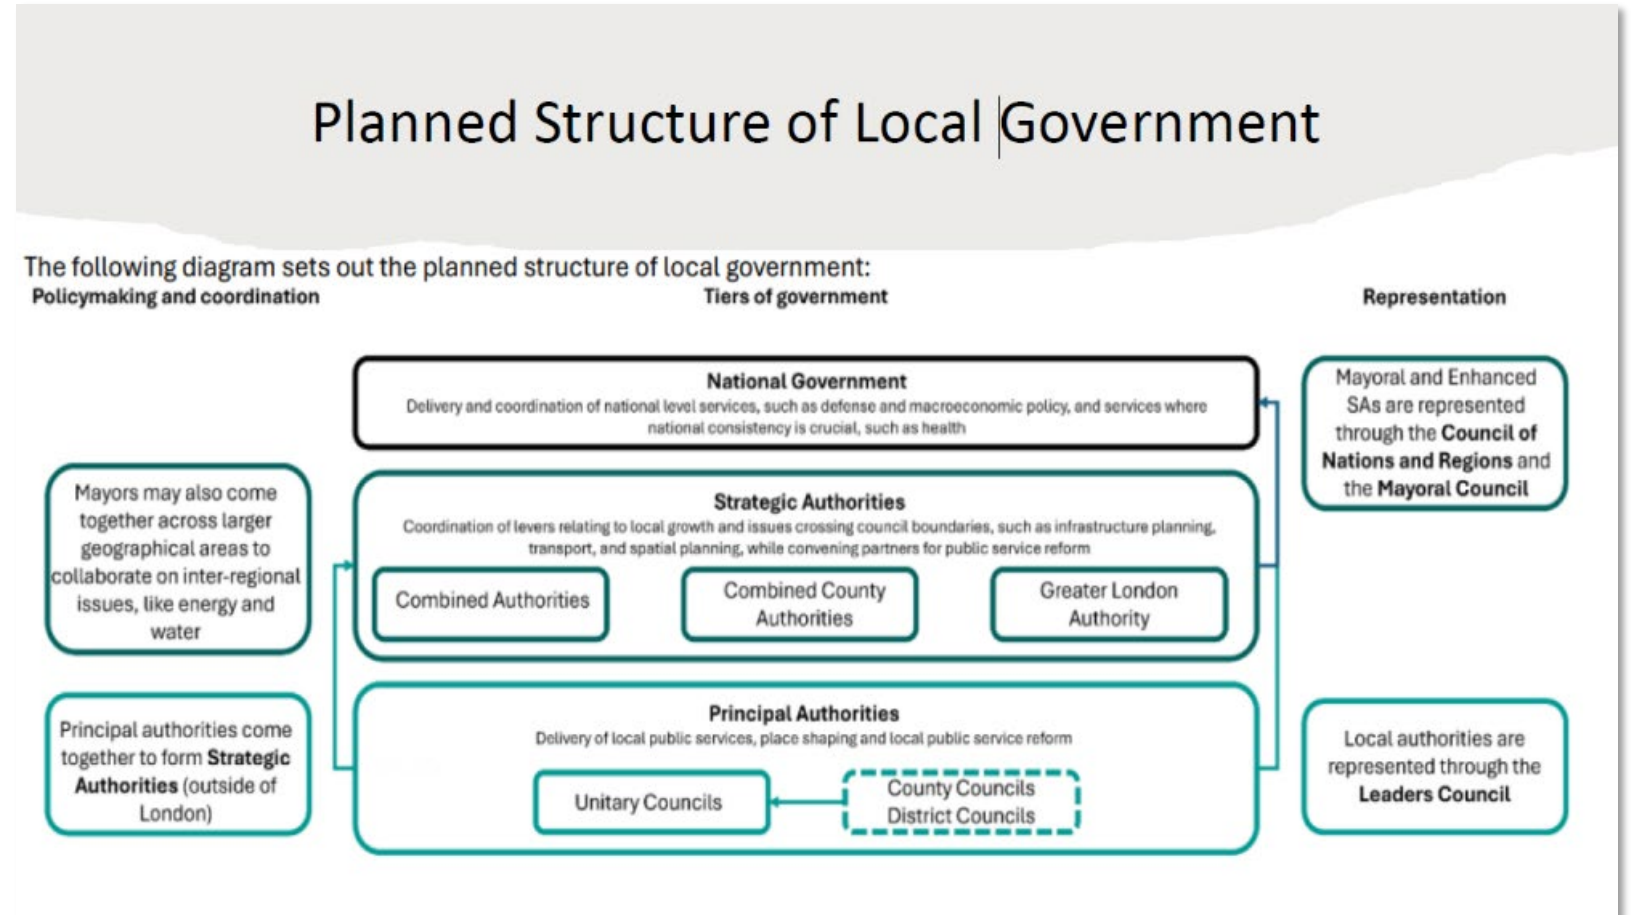 Planned Structure of Local Government
The following diagram sets out the planned structure of local government:
Policymaking and coordination
Tiers of government
Representation
National Government
Delivery and coordination of national level services, such as defense and macroeconomic policy, and services where
national consistency is crucial, such as health
Mayoral and Enhanced
SAs are represented
through the Council of
Nations and Regions and
the Mayoral Council
Mayors may also come
together across larger
geographical areas to
collaborate on inter-regional
issues, like energy and
water
Strategic Authorities
Coordination of levers relating to local growth and issues crossing council boundaries, such as infrastructure planning,
transport, and spatial planning, while convening partners for public service reform
Combined Authorities
Combined County
Authorities
Greater London
Authority
Principal authorities come
together to form Strategic
Authorities (outside of
London)
Principal Authorities
Delivery of local public services, place shaping and local public service reform
Unitary Councils
County Councils
District Councils
Local authorities are
represented through the
Leaders Council